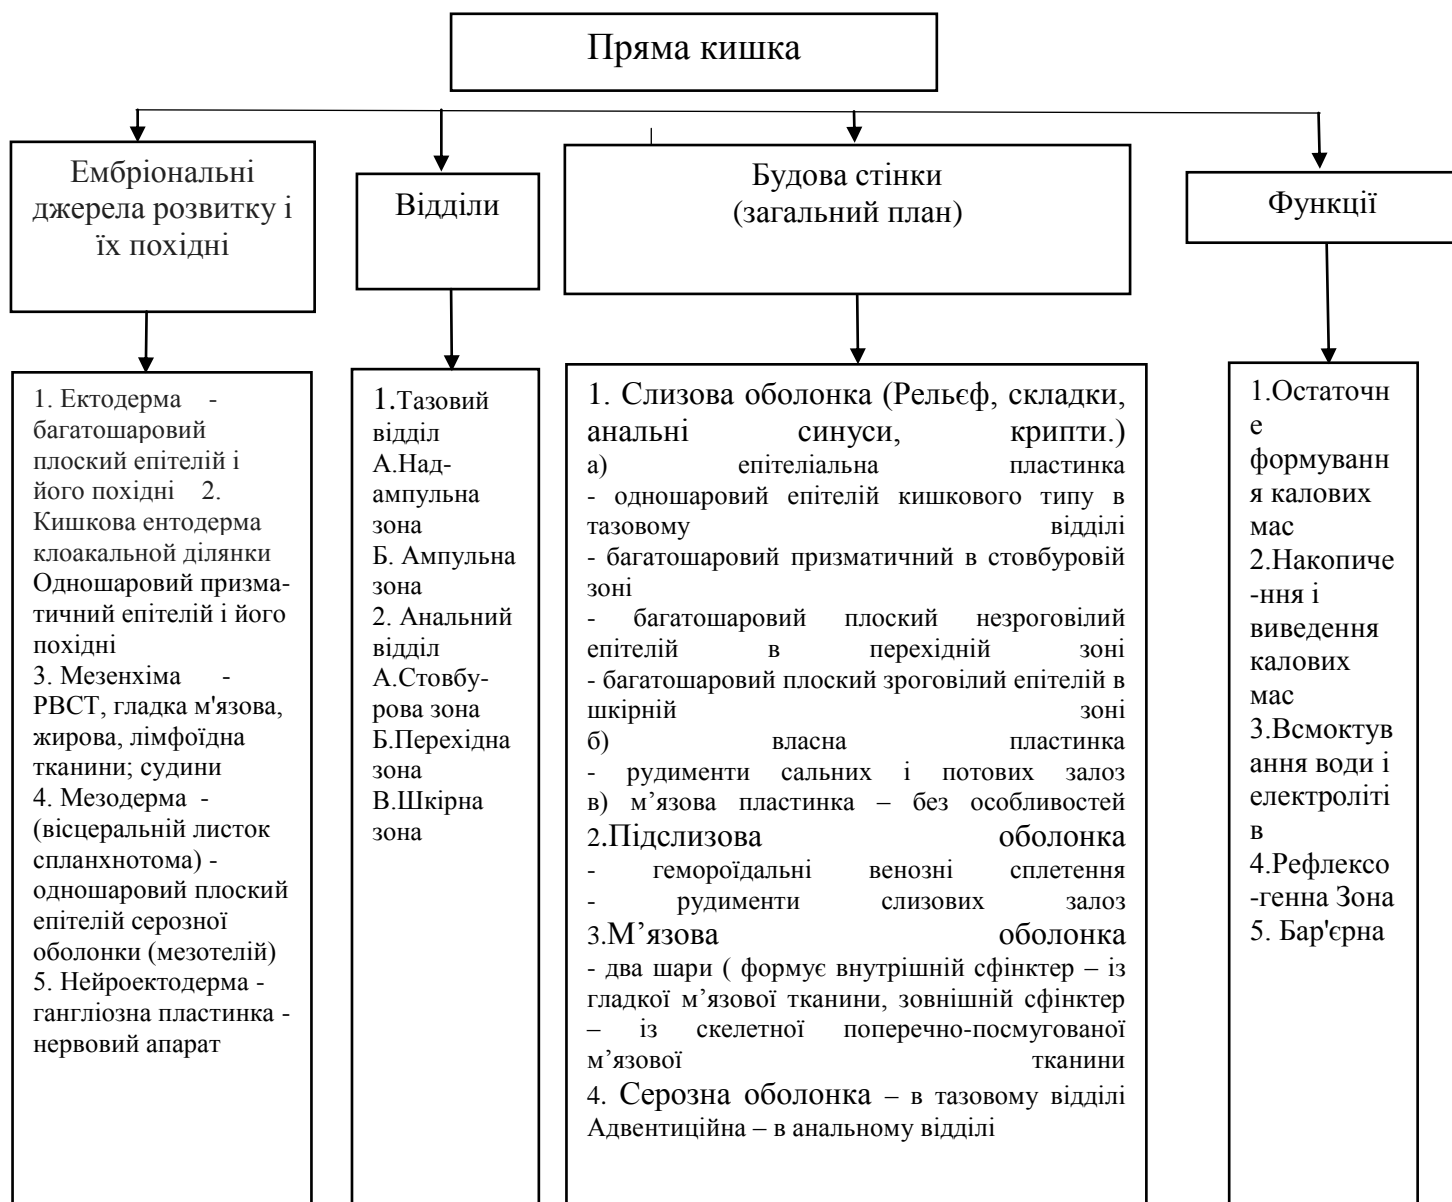 Пряма кишка
Ембріональні
джерела розвитку і
їх похідні
Відділи
Будова стінки
(загальний план)
Функції
1. Ектодерма -
багатошаровий
плоский епітелій і
його похідні 2.
Кишкова ентодерма
клоакальной ділянки
Одношаровий призма-
тичний епітелій і його
похідні
3. Мезенхіма -
РВСТ, гладка м'язова,
жирова, лімфоїдна
тканини; судини
4. Мезодерма -
(вісцеральній листок
спланхнотома) -
одношаровий плоский
епітелій серозної
оболонки (мезотелій)
5. Нейроектодерма -
гангліозна пластинка -
нервовий апарат
1.Тазовий
відділ
А.Над-
ампульна
зона
Б. Ампульна
зона
2. Анальний
відділ
А.Стовбу-
рова зона
Б.Перехідна
зона
В.Шкірна
зона
1. Слизова оболонка (Рельєф, складки,
анальні синуси, крипти.)
а) епітеліальна пластинка
- одношаровий епітелій кишкового типу в
тазовому відділі
- багатошаровий призматичний в стовбуровій
зоні
- багатошаровий плоский незроговілий
епітелій в перехідній зоні
- багатошаровий плоский зроговілий епітелій в
шкірній зоні
б) власна пластинка
- рудименти сальних і потових залоз
в) м’язова пластинка – без особливостей
2.Підслизова оболонка
- гемороїдальні венозні сплетення
- рудименти слизових залоз
3.М’язова оболонка
- два шари ( формує внутрішній сфінктер – із
гладкої м’язової тканини, зовнішній сфінктер
– із скелетної поперечно-посмугованої
м’язової тканини
4. Серозна оболонка – в тазовому відділі
Адвентиційна – в анальному відділі
1.Остаточн
е
формуванн
я калових
мас
2.Накопиче
-ння і
виведення
калових
мас
3.Всмоктув
ання води і
електроліті
в
4.Рефлексо
-генна Зона
5. Бар'єрна